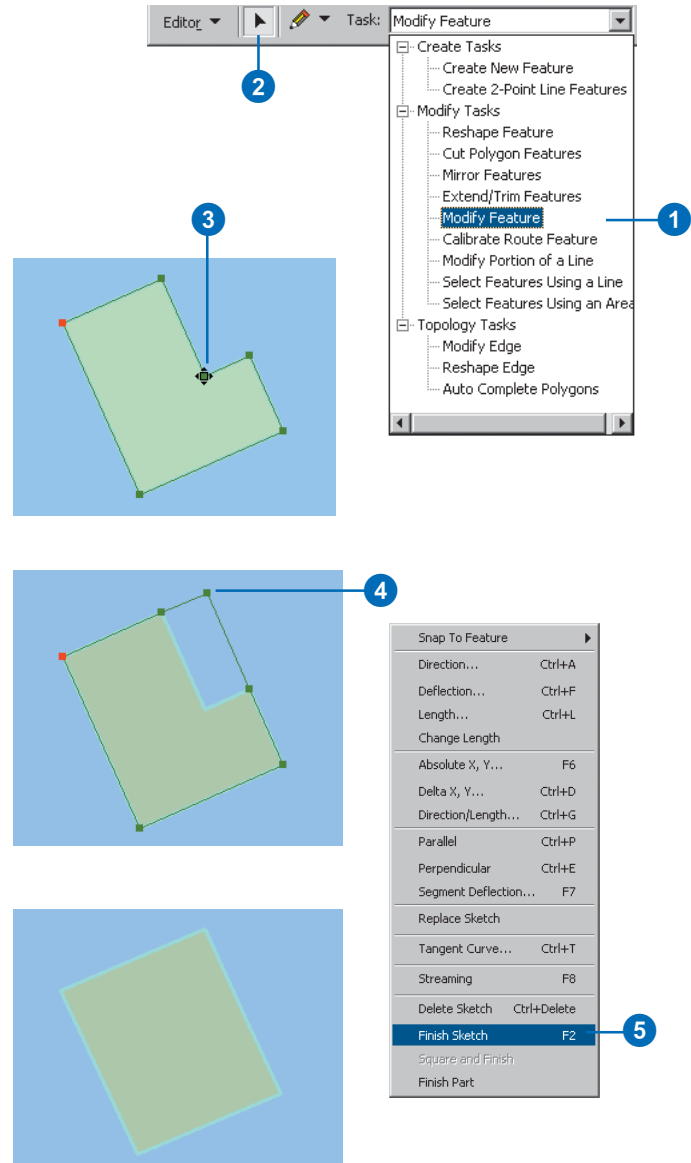 Editor Task: Modify Feature
Create Tasks
Create New Feature
Create 2-Point Line Features
Modify Tasks
Reshape Feature
Cut Polygon Features
Mirror Features
Extend/Trim Features
Modify Feature
Calibrate Route Feature
Modify Portion of a Line
Select Features Using a Line
Select Features Using an Area
Topology Tasks
Modify Edge
Reshape Edge
Auto Complete Polygons
2
1
3
4
Snap To Feature
Direction... Ctrl+A
Deflection... Ctrl+F
Length... Ctrl+L
Change Length
Absolute X, Y... F6
Delta X, Y... Ctrl+D
Direction/Length... Ctrl+G
Parallel Ctrl+P
Perpendicular Ctrl+E
Segment Deflection... F7
Replace Sketch
Tangent Curve... Ctrl+T
Streaming F8
Delete Sketch Ctrl+Delete
Finish Sketch F2
5
Square and Finish
Finish Part